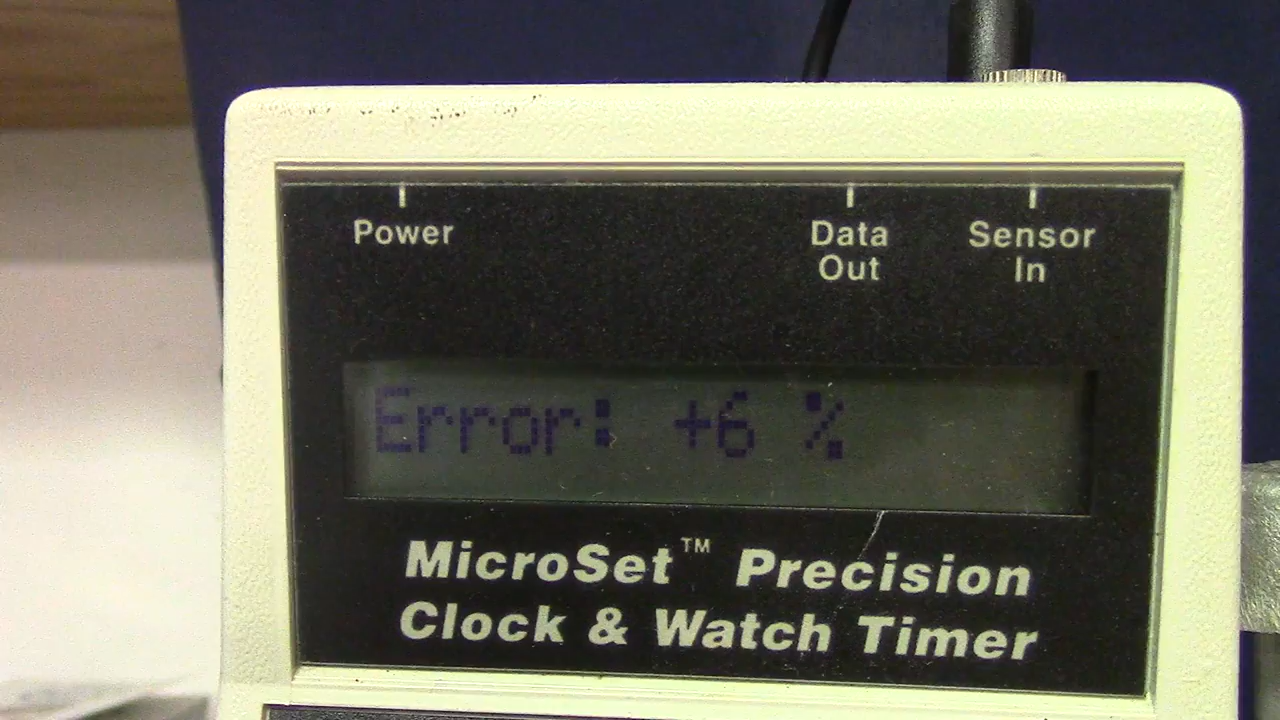 Power
Data Out
Sensor In
Error: +6 %
MicroSet™ Precision
Clock & Watch Timer